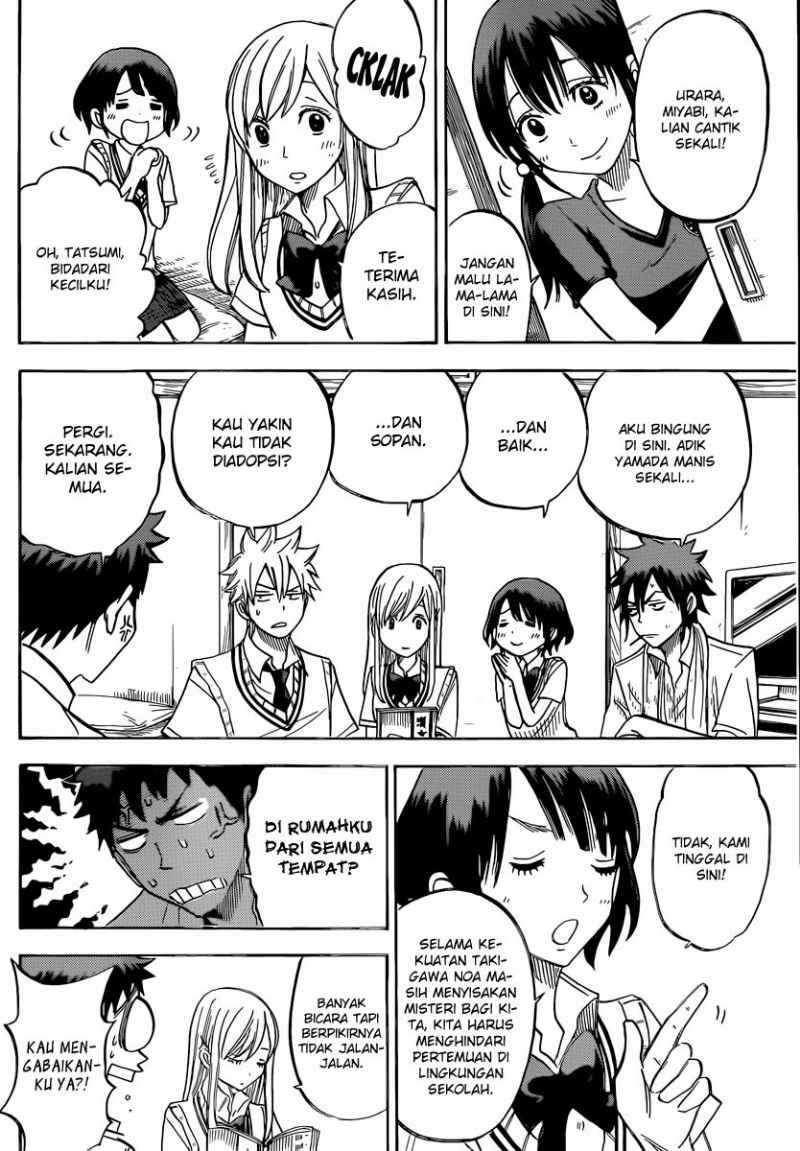 URARA,
MIYABI, KA-
LIAN CANTIK
SEKALI!
JANGAN
MALU LA-
MA-LAMA
DI SINI!
CKLAK
TE-
TERIMA
KASIH.
OH, TATSUMI,
BIDADARI
KECILKU!
AKU BINGUNG
DI SINI. ADIK
YAMADA MANIS
SEKALI...
...DAN
BAIK...
...DAN
SOPAN.
KAU YAKIN
KAU TIDAK
DIADOPSI?
PERGI.
SEKARANG.
KALIAN SE-
MUA.
TIDAK, KAMI
TINGGAL DI
SINI!
SELAMA KE-
KUATAN TAKI-
GAWA NOA MA-
SIH MENYISAKAN
MISTERI BAGI KI-
TA, KITA HARUS
MENGHINDARI
PERTEMUAN DI
LINGKUNGAN
SEKOLAH.
DI RUMAHKU
DARI SEMUA
TEMPAT?
BANYAK
BICARA TAPI
BERPIKIRNYA
TIDAK JALAN-
JALAN.
KAU MEN-
GABAIKAN-
KU YA?!